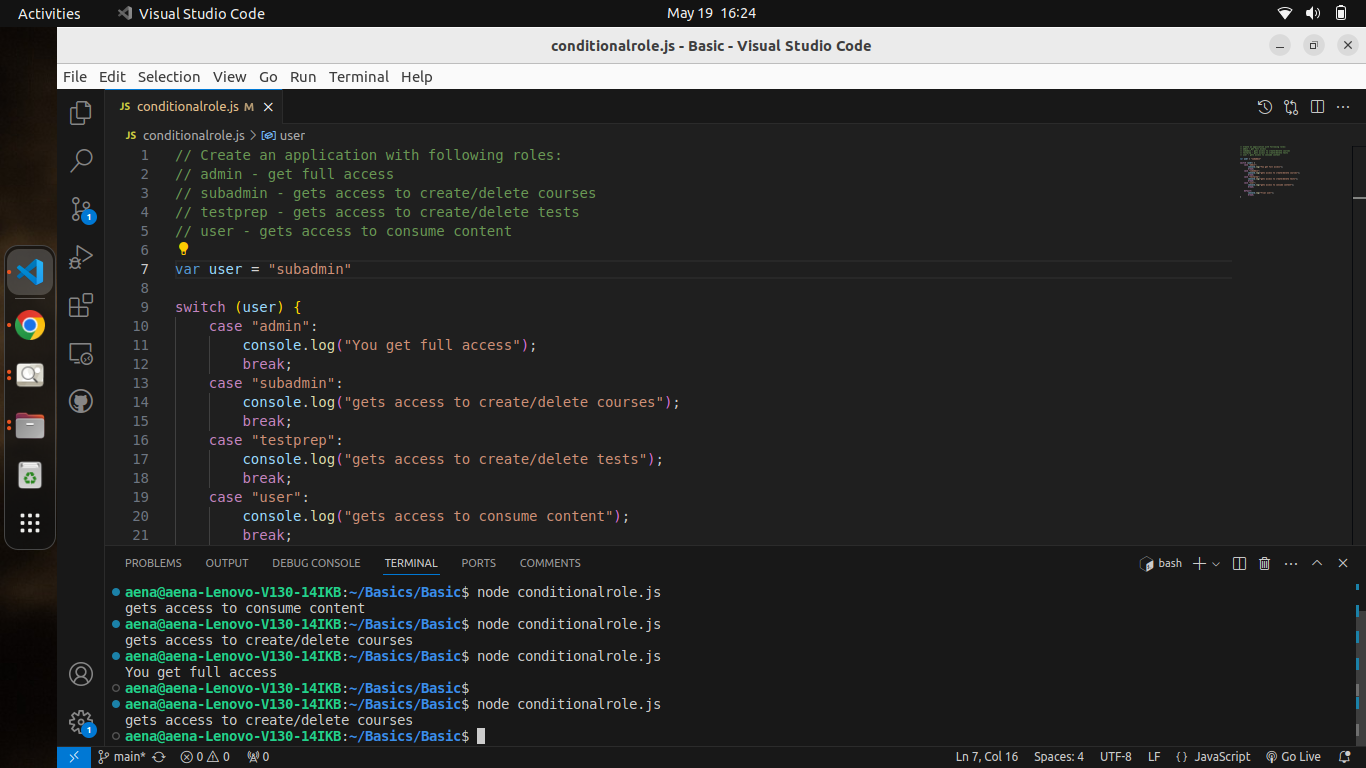 Activities Visual Studio Code May 19 16:24
conditionalrole.js - Basic - Visual Studio Code
File Edit Selection View Go Run Terminal Help
JS conditionalrole.js M
JS conditionalrole.js > user
1 // Create an application with following roles:
2 // admin - get full access
3 // subadmin - gets access to create/delete courses
4 // testprep - gets access to create/delete tests
5 // user - gets access to consume content
6
7 var user = "subadmin"
8
9 switch (user) {
10 case "admin":
11 console.log("You get full access");
12 break;
13 case "subadmin":
14 console.log("gets access to create/delete courses");
15 break;
16 case "testprep":
17 console.log("gets access to create/delete tests");
18 break;
19 case "user":
20 console.log("gets access to consume content");
21 break;
1
PROBLEMS OUTPUT DEBUG CONSOLE TERMINAL PORTS COMMENTS bash
aena@aena-Lenovo-V130-14IKB:~/Basics/Basic$ node conditionalrole.js
gets access to consume content
aena@aena-Lenovo-V130-14IKB:~/Basics/Basic$ node conditionalrole.js
gets access to create/delete courses
aena@aena-Lenovo-V130-14IKB:~/Basics/Basic$ node conditionalrole.js
You get full access
aena@aena-Lenovo-V130-14IKB:~/Basics/Basic$
aena@aena-Lenovo-V130-14IKB:~/Basics/Basic$ node conditionalrole.js
gets access to create/delete courses
aena@aena-Lenovo-V130-14IKB:~/Basics/Basic$
1
main* 0 0 0 Ln 7, Col 16 Spaces: 4 UTF-8 LF {} JavaScript Go Live